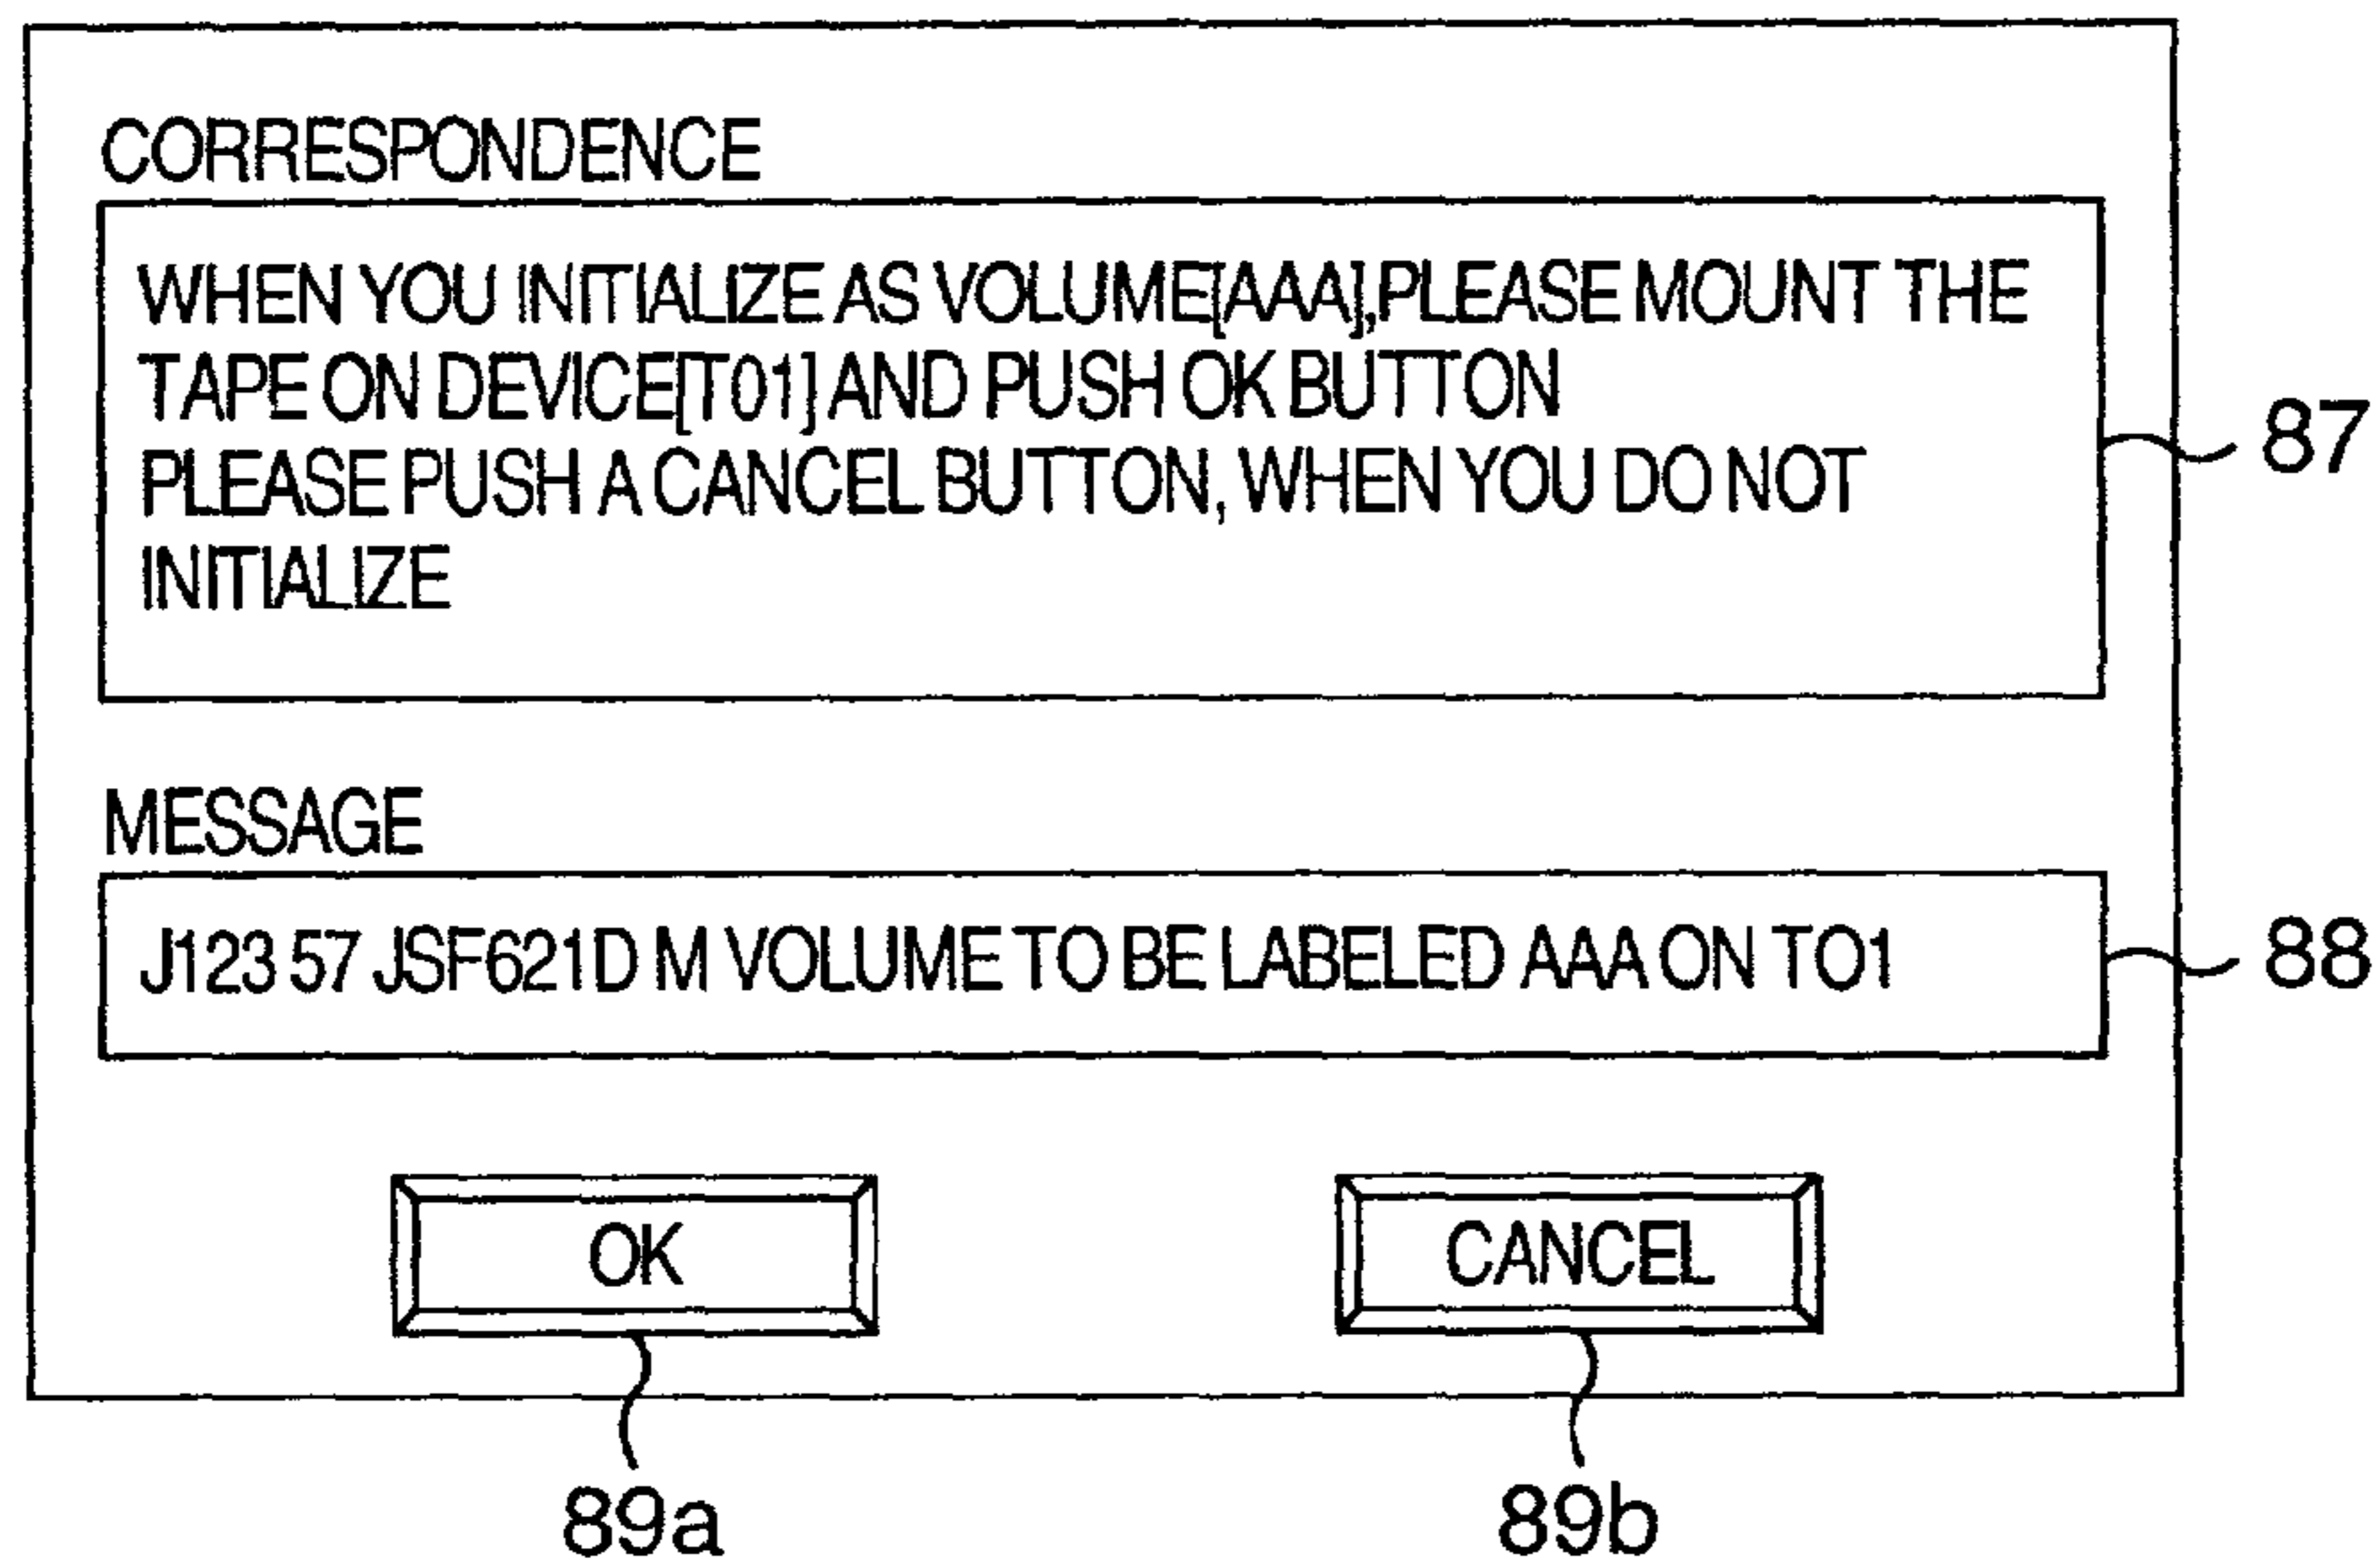 CORRESPONDENCE
WHEN YOU INITIALIZE AS VOLUME[AAA],PLEASE MOUNT THE
TAPE ON DEVICE[T01] AND PUSH OK BUTTON
PLEASE PUSH A CANCEL BUTTON, WHEN YOU DO NOT
INITIALIZE
87
MESSAGE
J123 57 JSF621D M VOLUME TO BE LABELED AAA ON TO1
88
OK
CANCEL
89a
89b